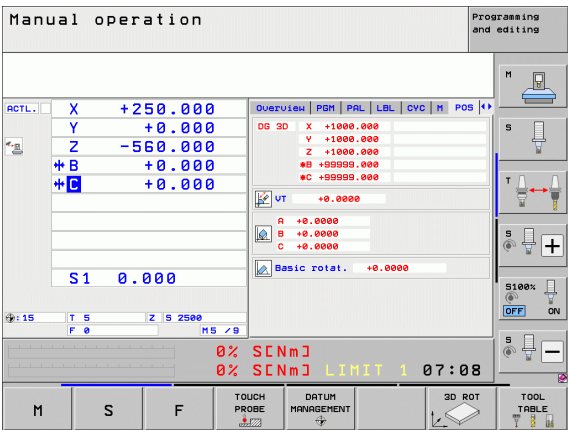 Manual operation
Programming
and editing
ACTL. X +250.000
Y +0.000
Z -560.000
B +0.000
C +0.000
S1 0.000
:15 T 5 Z S 2500
F 0 M5 /9
Overview PGM PAL LBL CYC M POS
DG 3D X +1000.000
Y +1000.000
Z +1000.000
*B +99999.000
*C +99999.000
VT +0.0000
A +0.0000
B +0.0000
C +0.0000
Basic rotat. +0.0000
0% S[Nm]
0% S[Nm] LIMIT 1 07:08
M
S
T
S
S100%
OFF ON
S
M
S
F
TOUCH
PROBE
DATUM
MANAGEMENT
3D ROT
TOOL
TABLE